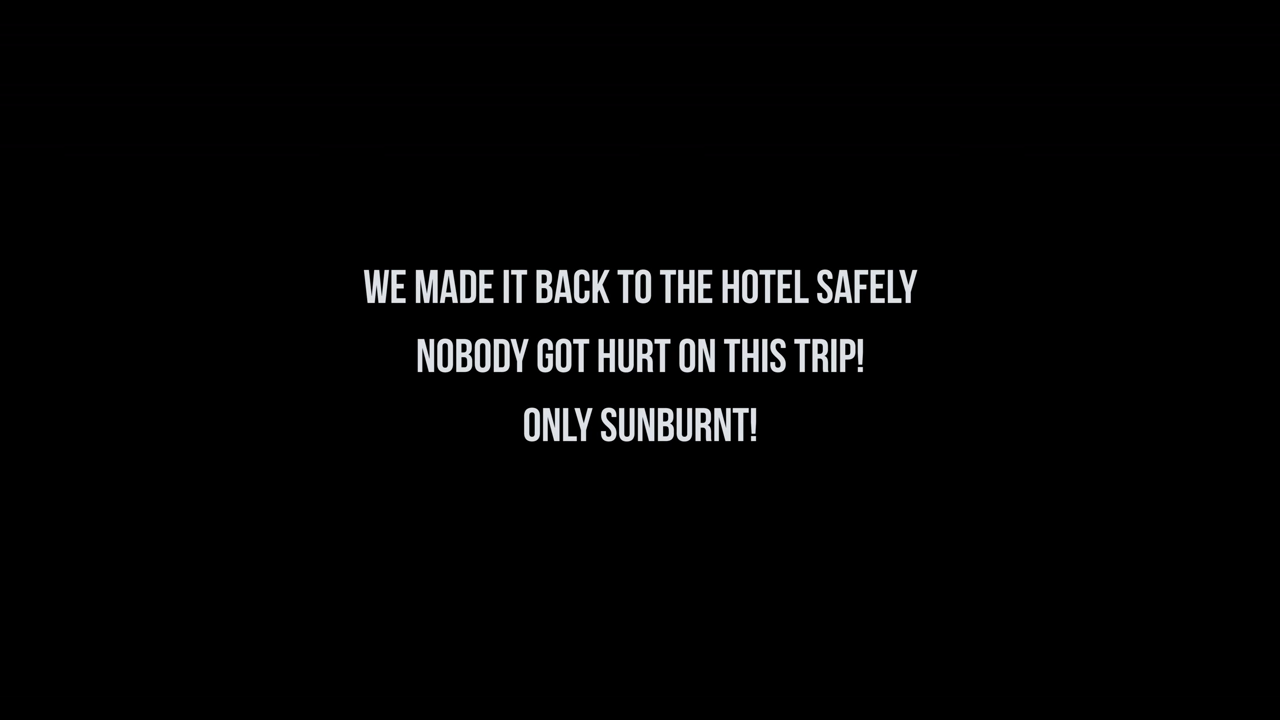 WE MADE IT BACK TO THE HOTEL SAFELY
NOBODY GOT HURT ON THIS TRIP!
ONLY SUNBURNT!